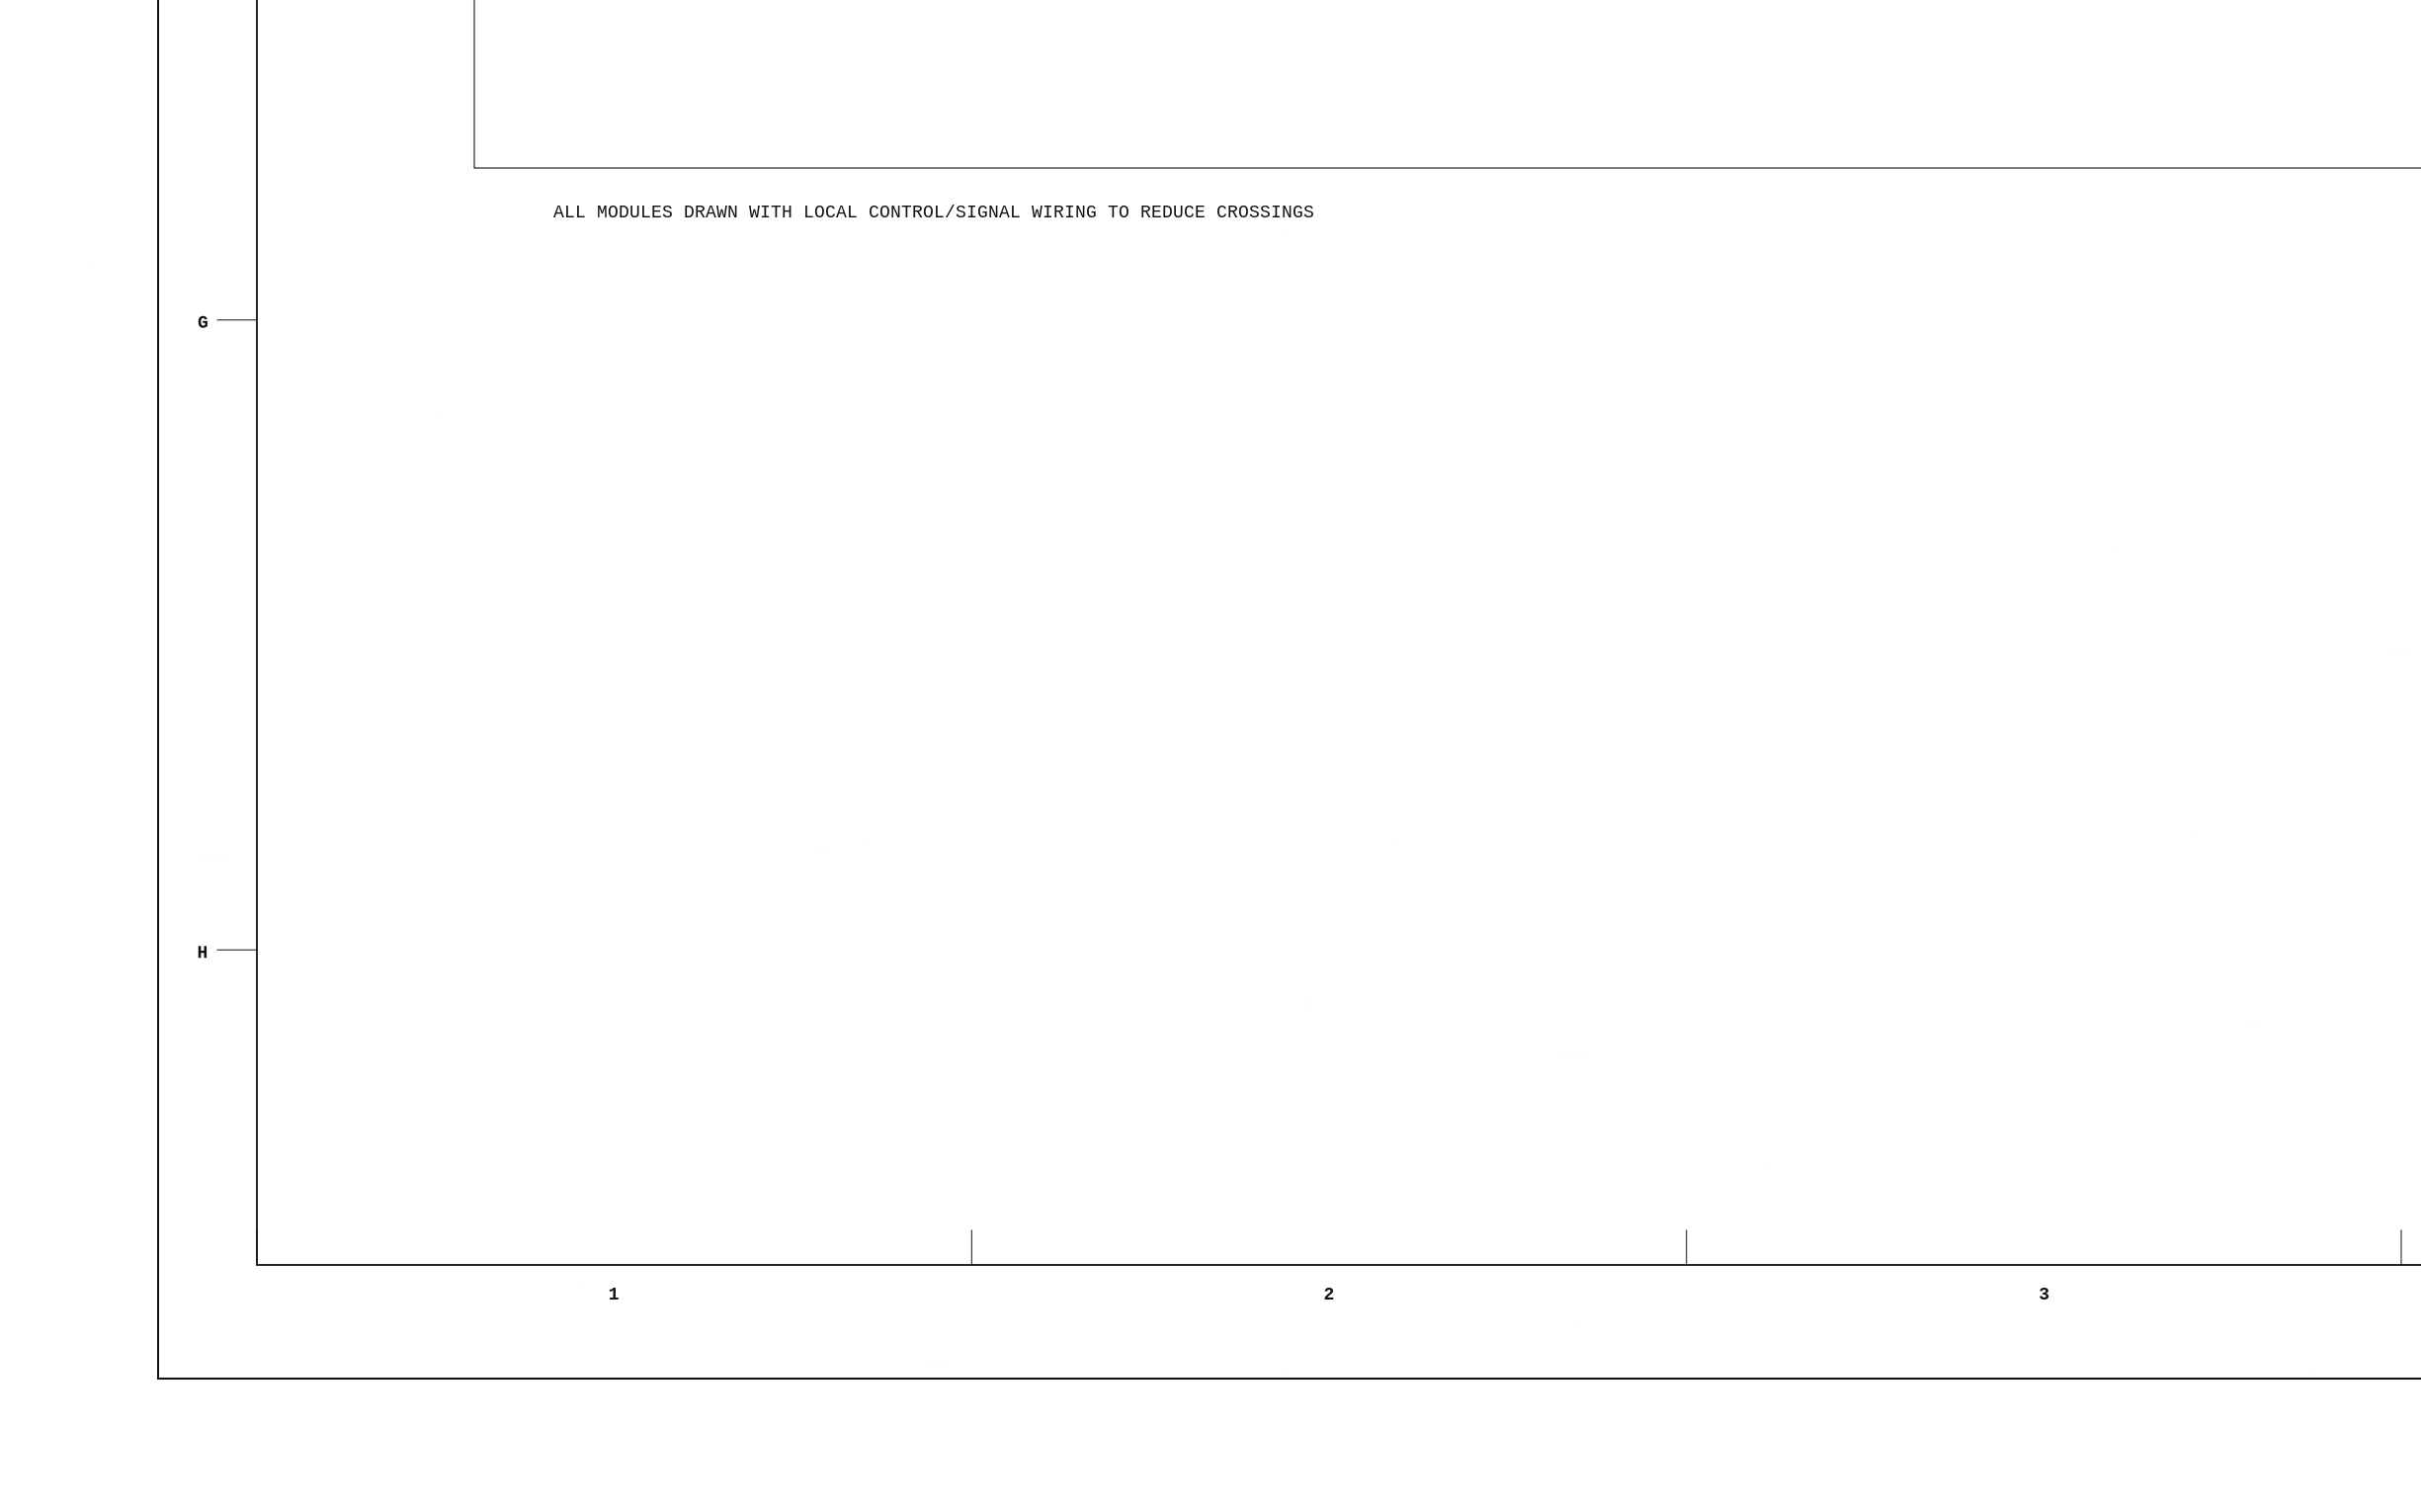 ALL MODULES DRAWN WITH LOCAL CONTROL/SIGNAL WIRING TO REDUCE CROSSINGS
G
H
1 2 3